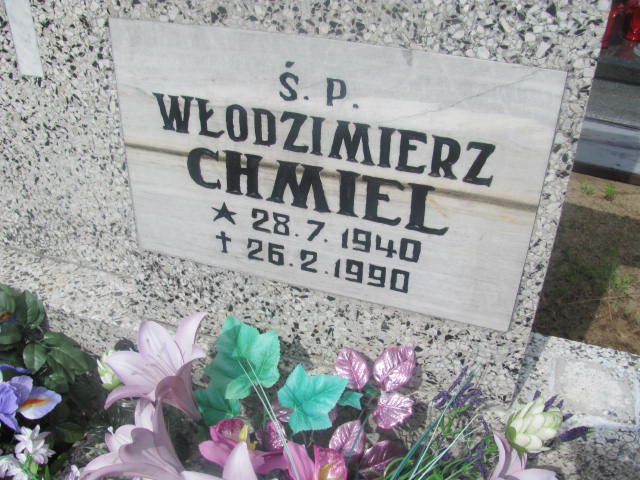 Ś. P.
WŁODZIMIERZ
CHMIEL
★ 28.7.1940
✝ 26.2.1990